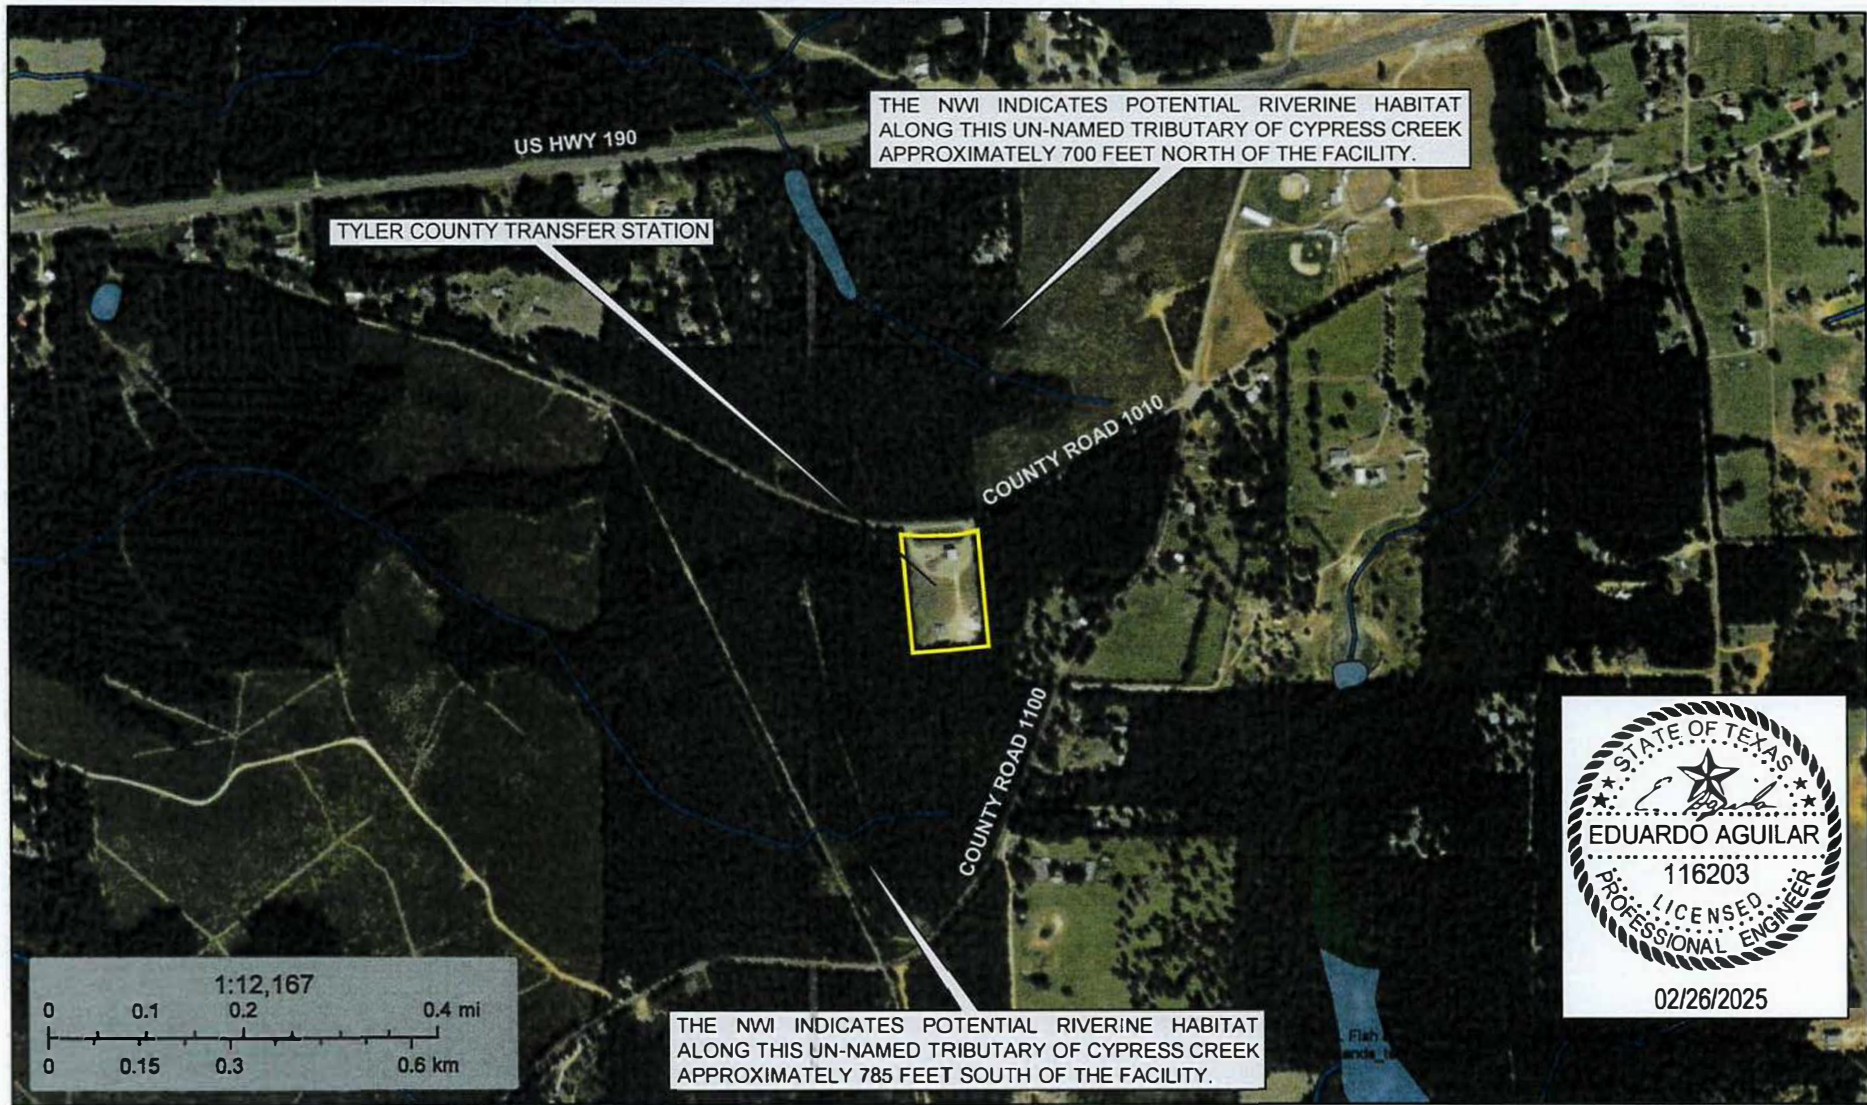 THE NWI INDICATES POTENTIAL RIVERINE HABITAT
ALONG THIS UN-NAMED TRIBUTARY OF CYPRESS CREEK
APPROXIMATELY 700 FEET NORTH OF THE FACILITY.
US HWY 190
TYLER COUNTY TRANSFER STATION
COUNTY ROAD 1010
COUNTY ROAD 1100
STATE OF TEXAS
EDUARDO AGUILAR
116203
LICENSED
PROFESSIONAL ENGINEER
02/26/2025
1:12,167
0 0.1 0.2 0.4 mi
0 0.15 0.3 0.6 km
THE NWI INDICATES POTENTIAL RIVERINE HABITAT
ALONG THIS UN-NAMED TRIBUTARY OF CYPRESS CREEK
APPROXIMATELY 785 FEET SOUTH OF THE FACILITY.
Fish